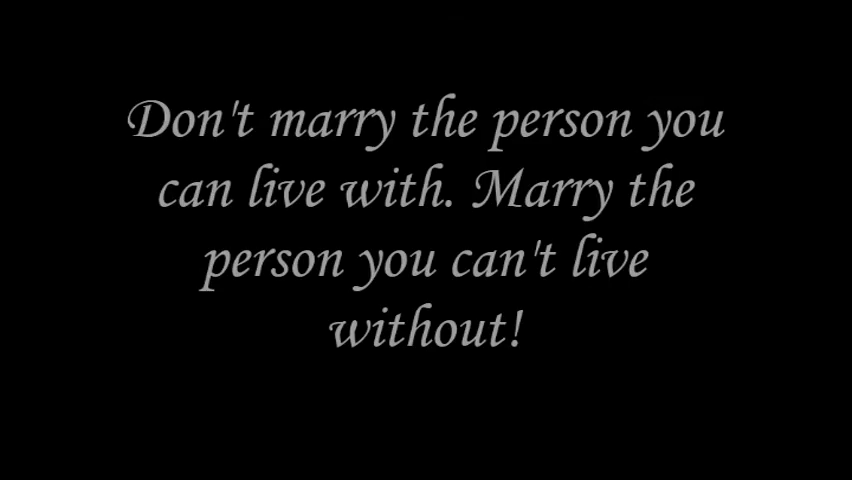 Don't marry the person you
can live with. Marry the
person you can't live
without!